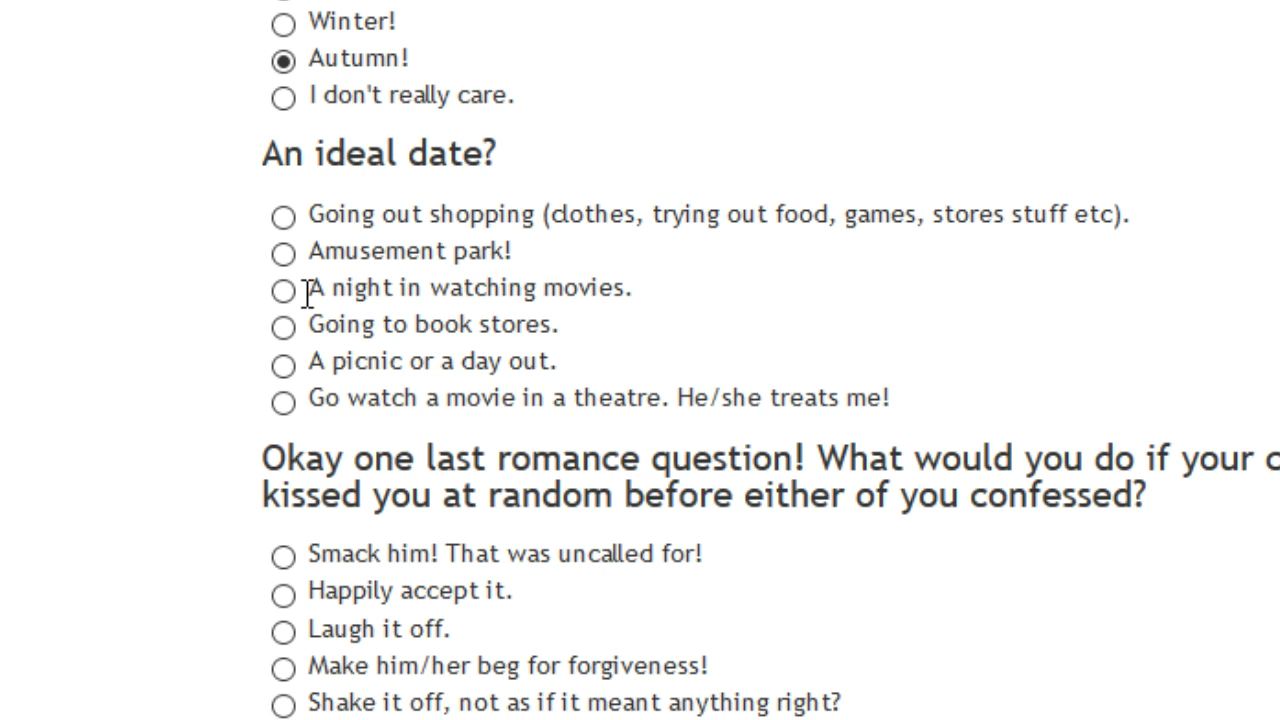 Winter!
Autumn!
I don't really care.
An ideal date?
Going out shopping (clothes, trying out food, games, stores stuff etc).
Amusement park!
A night in watching movies.
Going to book stores.
A picnic or a day out.
Go watch a movie in a theatre. He/she treats me!
Okay one last romance question! What would you do if your
kissed you at random before either of you confessed?
Smack him! That was uncalled for!
Happily accept it.
Laugh it off.
Make him/her beg for forgiveness!
Shake it off, not as if it meant anything right?